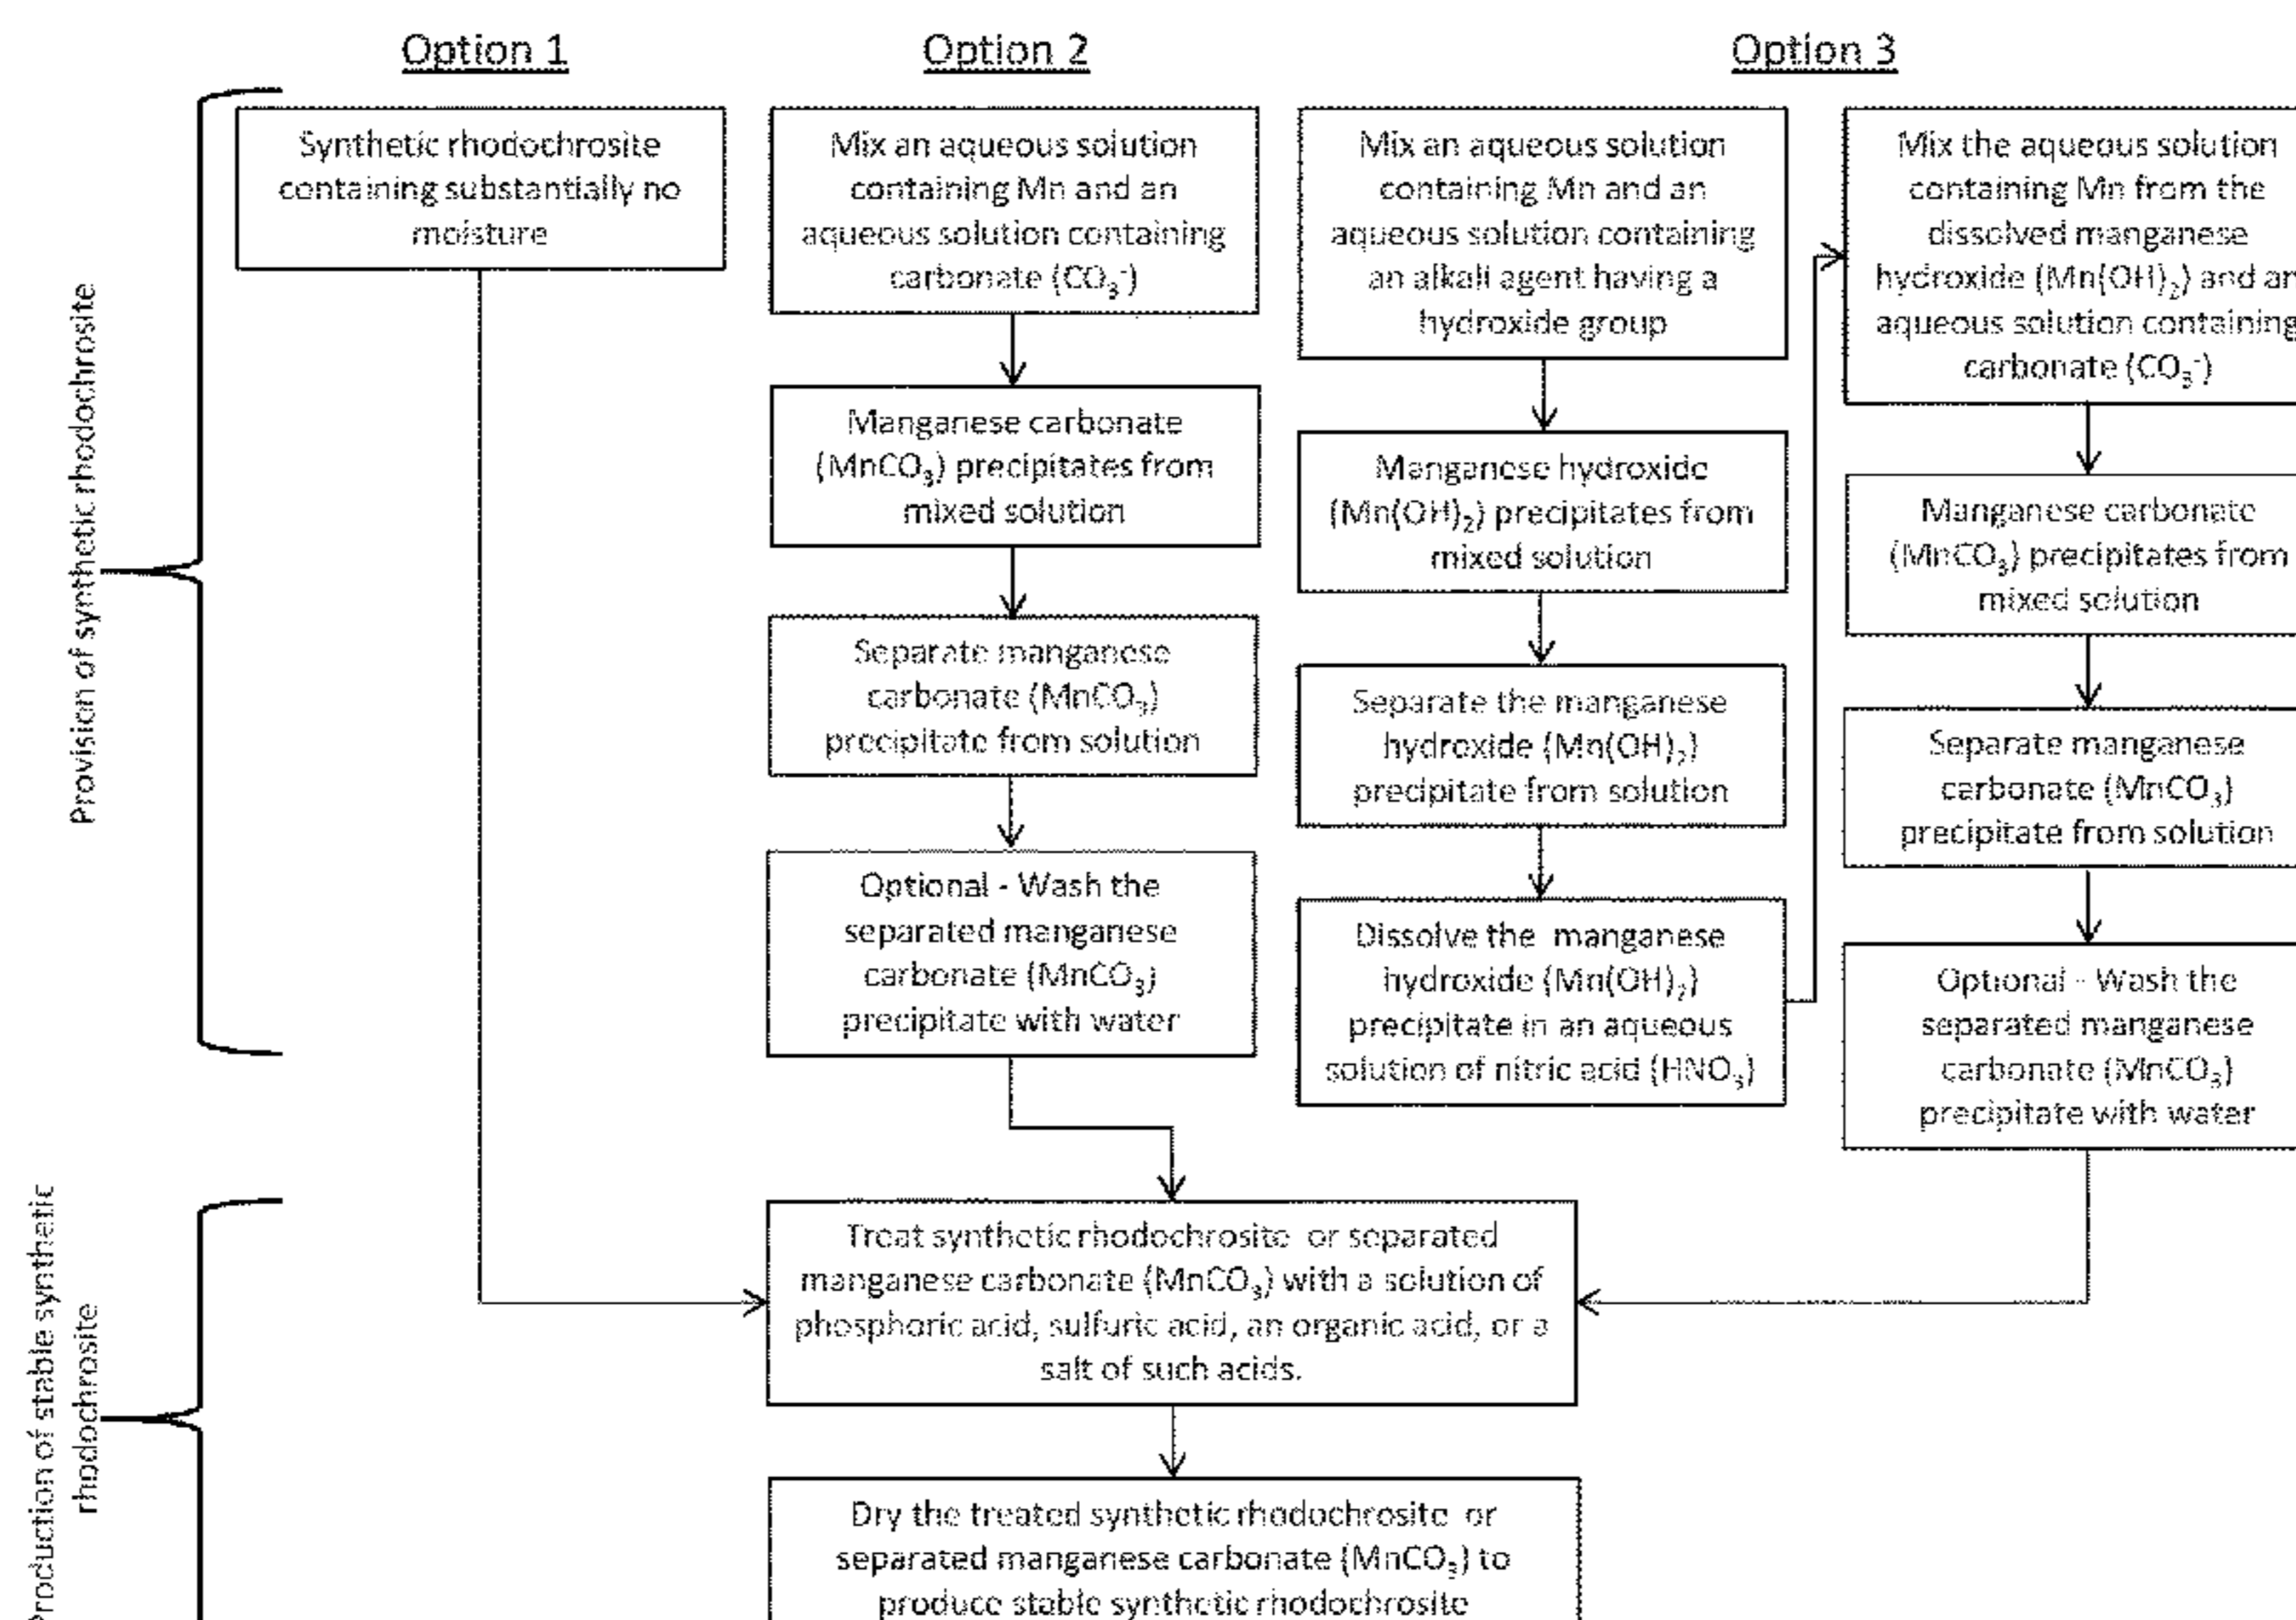 Option 1
Option 2
Option 3
Provision of synthetic rhodochrosite
Synthetic rhodochrosite
containing substantially no
moisture
Mix an aqueous solution
containing Mn and an
aqueous solution containing
carbonate (CO₃⁻)
Manganese carbonate
(MnCO₃) precipitates from
mixed solution
Separate manganese
carbonate (MnCO₃)
precipitate from solution
Optional - Wash the
separated manganese
carbonate (MnCO₃)
precipitate with water
Mix an aqueous solution
containing Mn and an
aqueous solution containing
an alkali agent having a
hydroxide group
Manganese hydroxide
(Mn(OH)₂) precipitates from
mixed solution
Separate the manganese
hydroxide (Mn(OH)₂)
precipitate from solution
Dissolve the manganese
hydroxide (Mn(OH)₂)
precipitate in an aqueous
solution of nitric acid (HNO₃)
Mix the aqueous solution
containing Mn from the
dissolved manganese
hydroxide (Mn(OH)₂) and an
aqueous solution containing
carbonate (CO₃⁻)
Manganese carbonate
(MnCO₃) precipitates from
mixed solution
Separate manganese
carbonate (MnCO₃)
precipitate from solution
Optional - Wash the
separated manganese
carbonate (MnCO₃)
precipitate with water
Production of stable synthetic
rhodochrosite
Treat synthetic rhodochrosite or separated
manganese carbonate (MnCO₃) with a solution of
phosphoric acid, sulfuric acid, an organic acid, or a
salt of such acids.
Dry the treated synthetic rhodochrosite or
separated manganese carbonate (MnCO₃) to
produce stable synthetic rhodochrosite